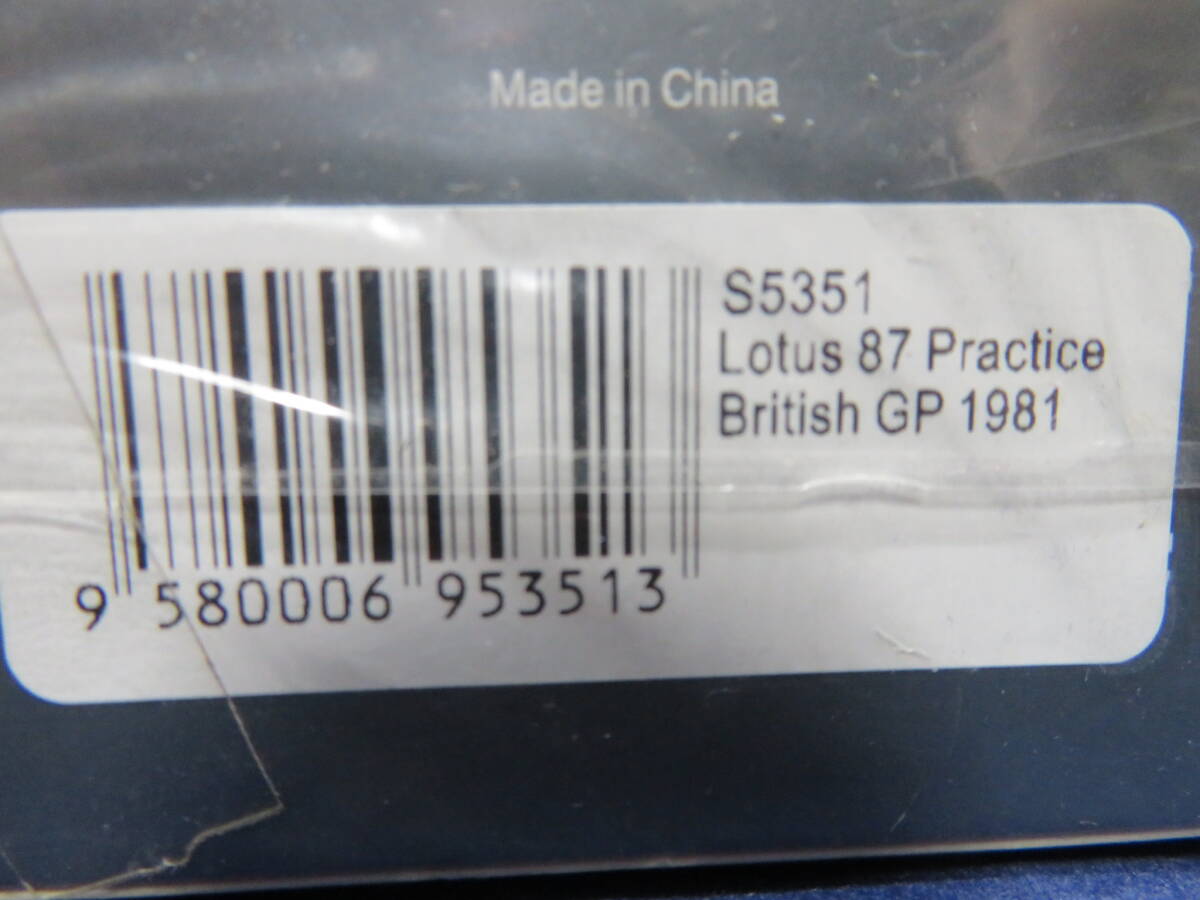 Made in China
S5351
Lotus 87 Practice
British GP 1981
9 580006 953513